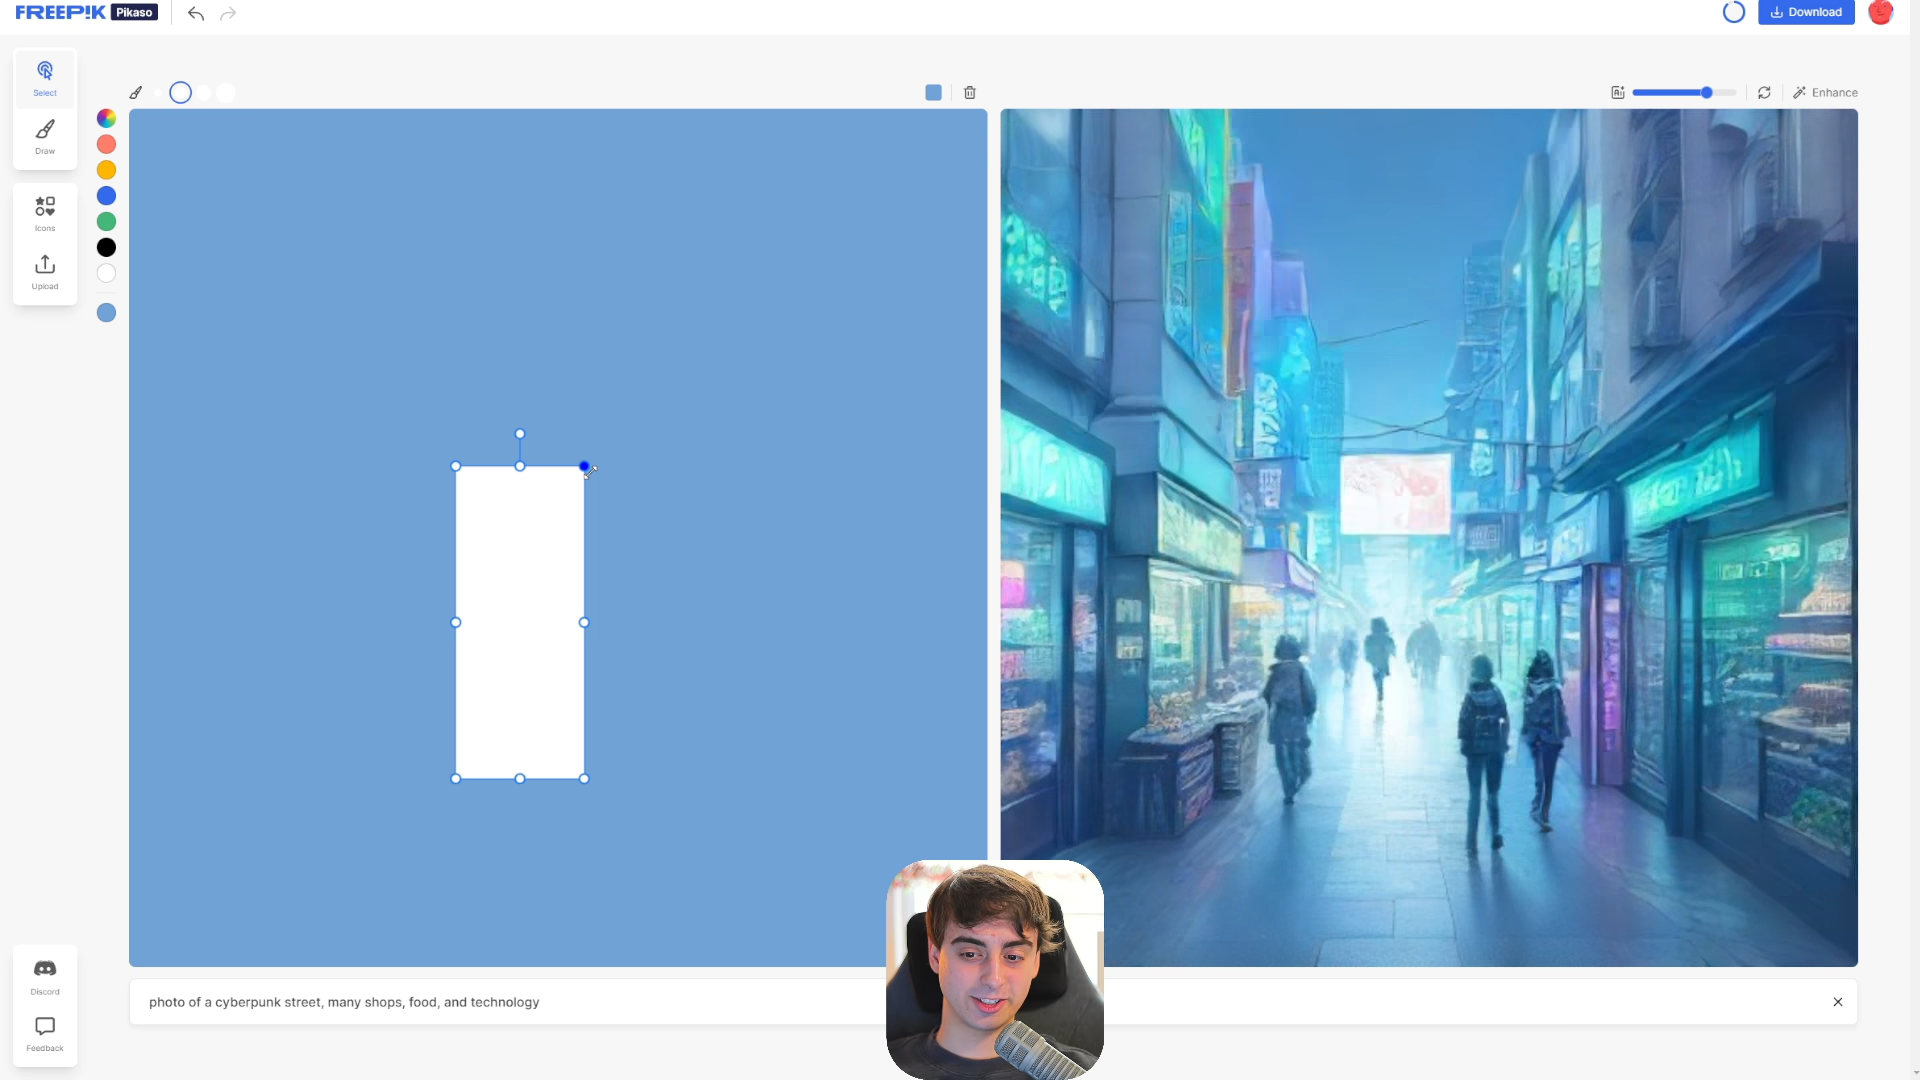 FREEPIK Pikaso
Download
Select
Enhance
Draw
Icons
Upload
Discord
photo of a cyberpunk street, many shops, food, and technology
Feedback